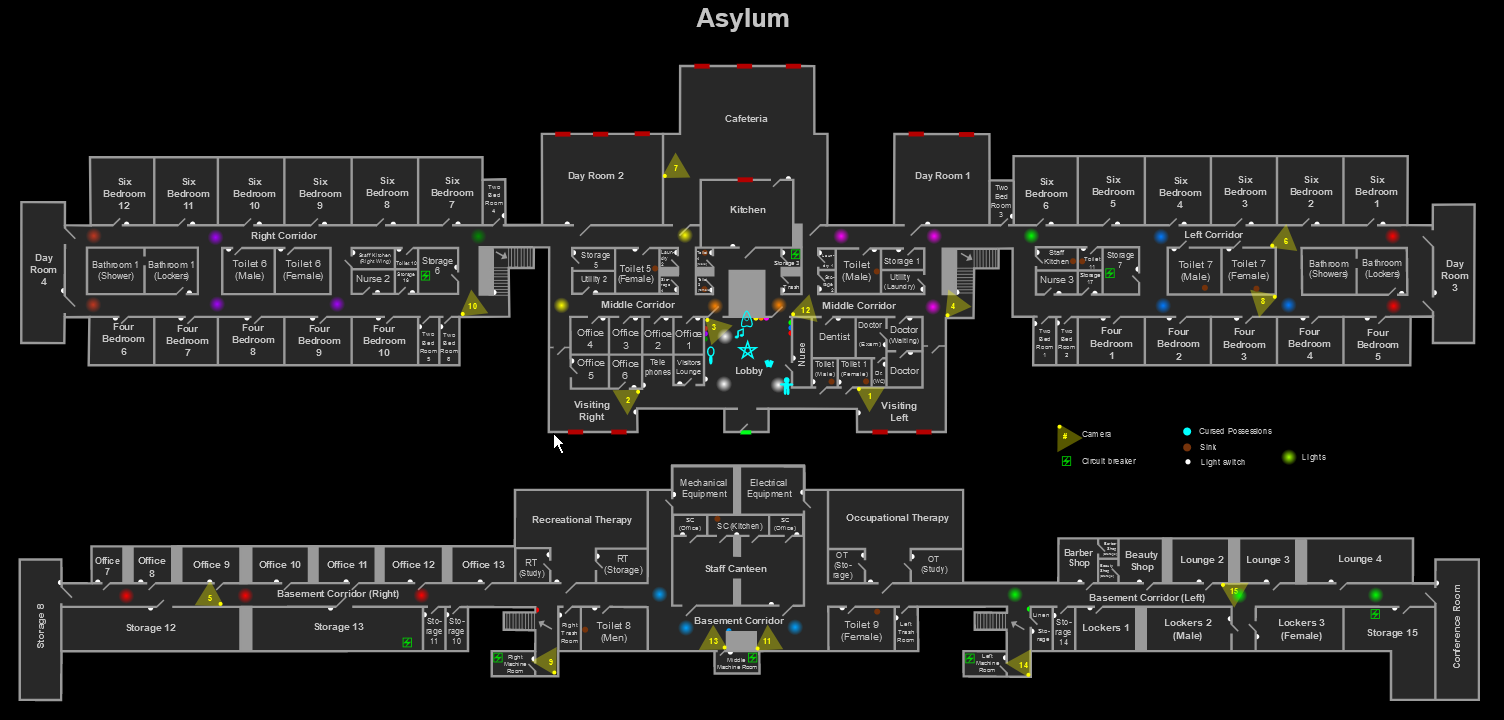 Asylum
Cafeteria
7
Day Room 2
Day Room 1
Kitchen
Six
Bedroom
12
Six
Bedroom
11
Six
Bedroom
10
Six
Bedroom
9
Six
Bedroom
8
Six
Bedroom
7
Two
Bed
Room
4
Two
Bed
Room
3
Six
Bedroom
6
Six
Bedroom
5
Six
Bedroom
4
Six
Bedroom
3
Six
Bedroom
2
Six
Bedroom
1
Right Corridor
Left Corridor
6
Day
Room
4
Bathroom 1
(Shower)
Bathroom 1
(Lockers)
Toilet 6
(Male)
Toilet 6
(Female)
Staff Kitchen
(Right Wing)
Nurse 2
Toilet 10
Storage
6
10
Storage
5
Utility 2
Toilet 5
(Female)
Storage 3
Toilet
(Male)
Storage 1
Utility
(Laundry)
Staff
Kitchen
Nurse 3
Toilet
11
Storage
17
Storage
7
Toilet 7
(Male)
Toilet 7
(Female)
8
Bathroom
(Showers)
Bathroom
(Lockers)
Day
Room
3
Middle Corridor
Middle Corridor
12
4
Four
Bedroom
6
Four
Bedroom
7
Four
Bedroom
8
Four
Bedroom
9
Four
Bedroom
10
Two
Bed
Room
5
Two
Bed
Room
6
Office
4
Office
3
Office
2
Office
1
3
Office
5
Office
6
Tele
phones
Visitors
Lounge
Lobby
Nurse
Dentist
Doctor
(Exam)
Doctor
(Waiting)
Toilet
(Male)
Toilet 1
(Female)
Dr.
(WC)
Doctor
Two
Bed
Room
1
Two
Bed
Room
2
Four
Bedroom
1
Four
Bedroom
2
Four
Bedroom
3
Four
Bedroom
4
Four
Bedroom
5
Visiting
Right
2
1
Visiting
Left
#
Camera
Circuit breaker
Cursed Possessions
Sink
Light switch
Lights
Mechanical
Equipment
Electrical
Equipment
SC
(Office)
SC(Kitchen)
SC
(Office)
Recreational Therapy
Occupational Therapy
RT
(Study)
RT
(Storage)
Staff Canteen
OT
(Sto-
rage)
OT
(Study)
Office
7
Office
8
Office 9
Office 10
Office 11
Office 12
Office 13
Barber
Shop
Beauty
Shop
Lounge 2
Lounge 3
Lounge 4
Basement Corridor (Right)
5
Basement Corridor (Left)
15
Storage 8
Storage 12
Storage 13
Sto-
rage
11
Sto-
rage
10
Right
Trash
Room
Toilet 8
(Men)
Basement Corridor
13
11
Toilet 9
(Female)
Left
Trash
Room
Linen
Sto-
rage
Sto-
rage
14
Lockers 1
Lockers 2
(Male)
Lockers 3
(Female)
Storage 15
Conference Room
Right
Machine
Room
9
Middle
Machine Room
Left
Machine
Room
14